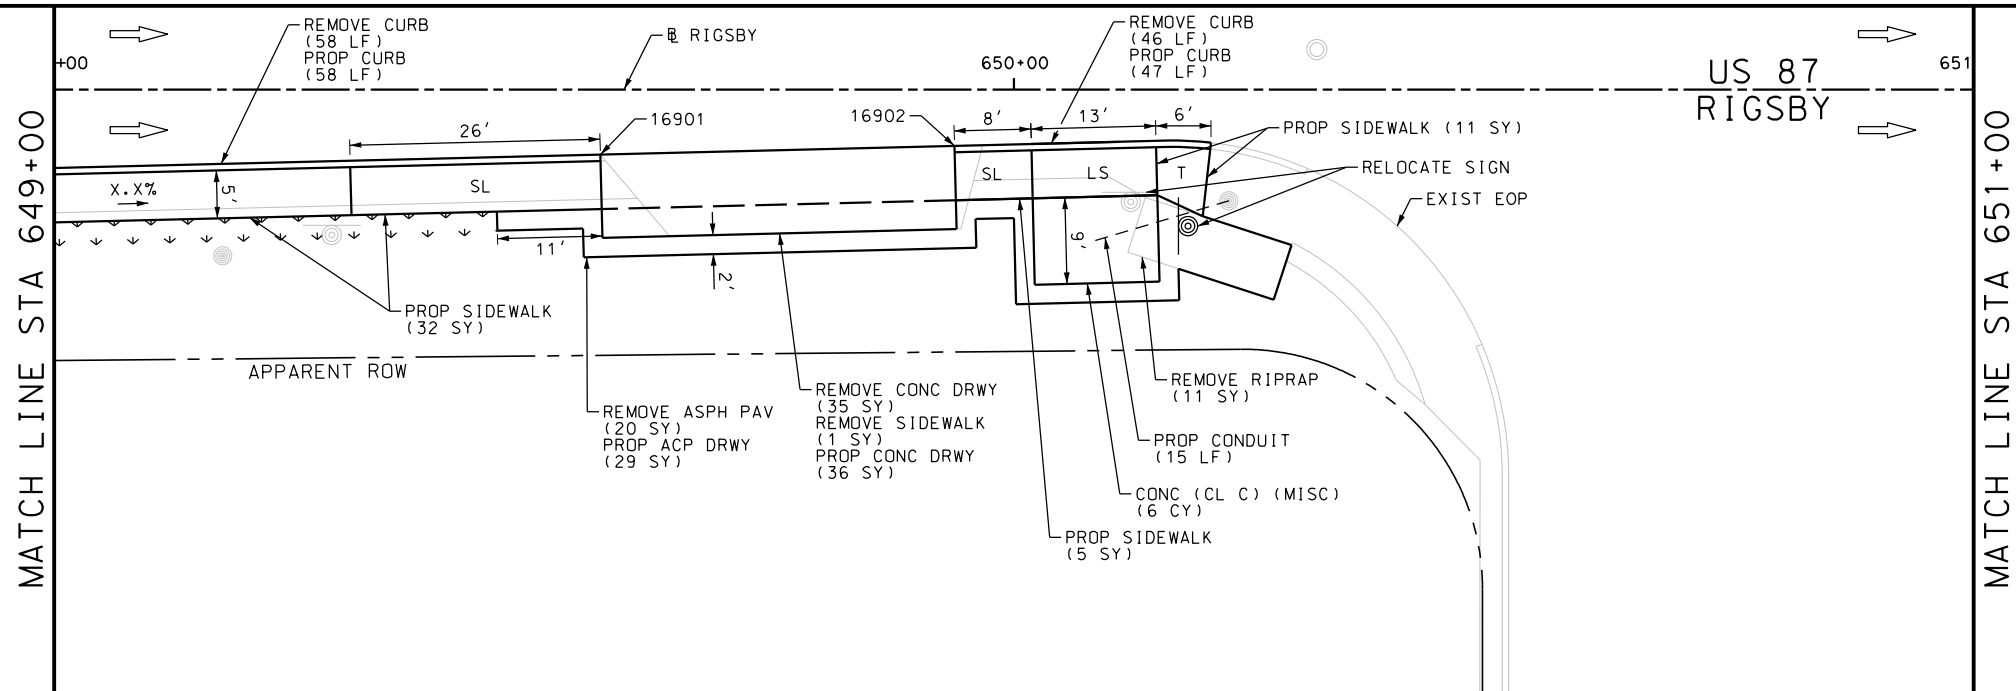 REMOVE CURB
(58 LF)
PROP CURB
(58 LF)
℄ RIGSBY
REMOVE CURB
(46 LF)
PROP CURB
(47 LF)
+00
650+00
651
US 87
RIGSBY
MATCH LINE STA 649+00
MATCH LINE STA 651+00
26'
16901
16902
8'
13'
6'
PROP SIDEWALK (11 SY)
RELOCATE SIGN
EXIST EOP
X.X%
5'
SL
SL
LS
T
11'
2'
9'
PROP SIDEWALK
(32 SY)
APPARENT ROW
REMOVE ASPH PAV
(20 SY)
PROP ACP DRWY
(29 SY)
REMOVE CONC DRWY
(35 SY)
REMOVE SIDEWALK
(1 SY)
PROP CONC DRWY
(36 SY)
REMOVE RIPRAP
(11 SY)
PROP CONDUIT
(15 LF)
CONC (CL C) (MISC)
(6 CY)
PROP SIDEWALK
(5 SY)